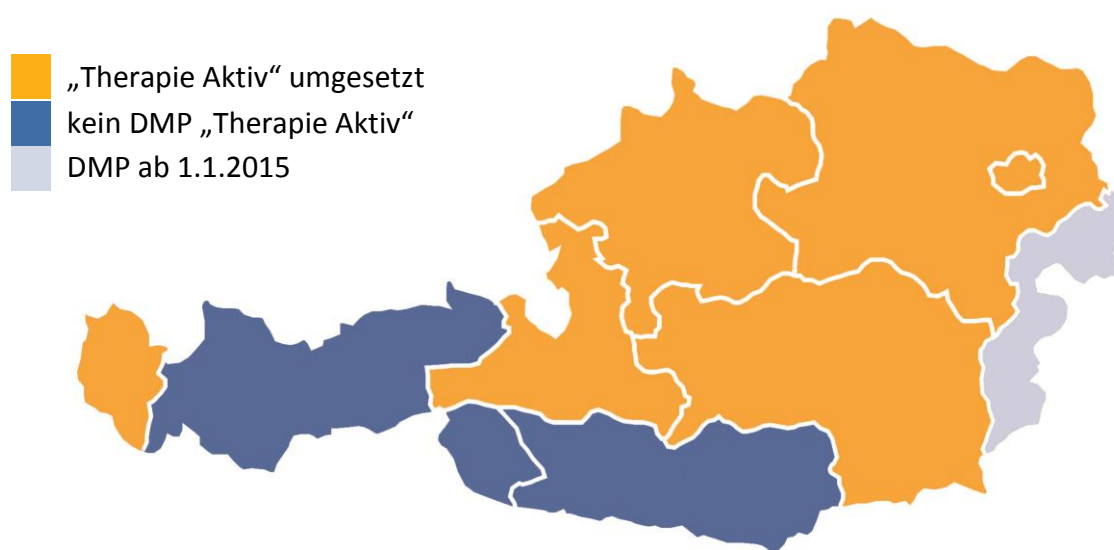 „Therapie Aktiv“ umgesetzt
kein DMP „Therapie Aktiv“
DMP ab 1.1.2015